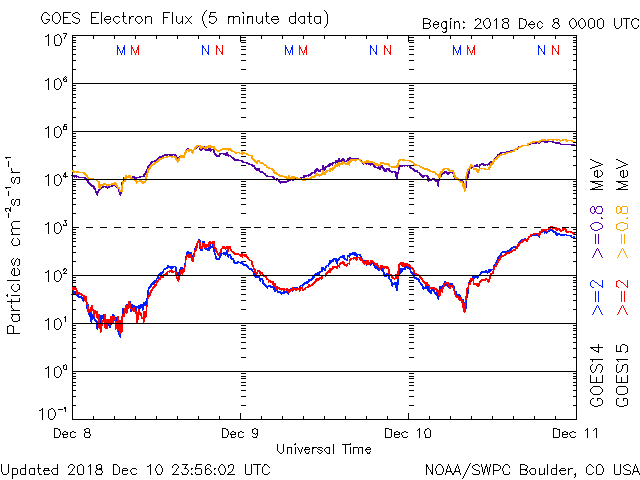 GOES Electron Flux (5 minute data)
Begin: 2018 Dec 8 0000 UTC
10⁷
10⁶
10⁵
10⁴
10³
10²
10¹
10⁰
10⁻¹
M M N N M M N N M M N N
Particles cm⁻²s⁻¹sr⁻¹
GOES14 >=2 >=0.8 MeV
GOES15 >=2 >=0.8 MeV
Dec 8 Dec 9 Dec 10 Dec 11
Universal Time
Updated 2018 Dec 10 23:56:02 UTC
NOAA/SWPC Boulder, CO USA